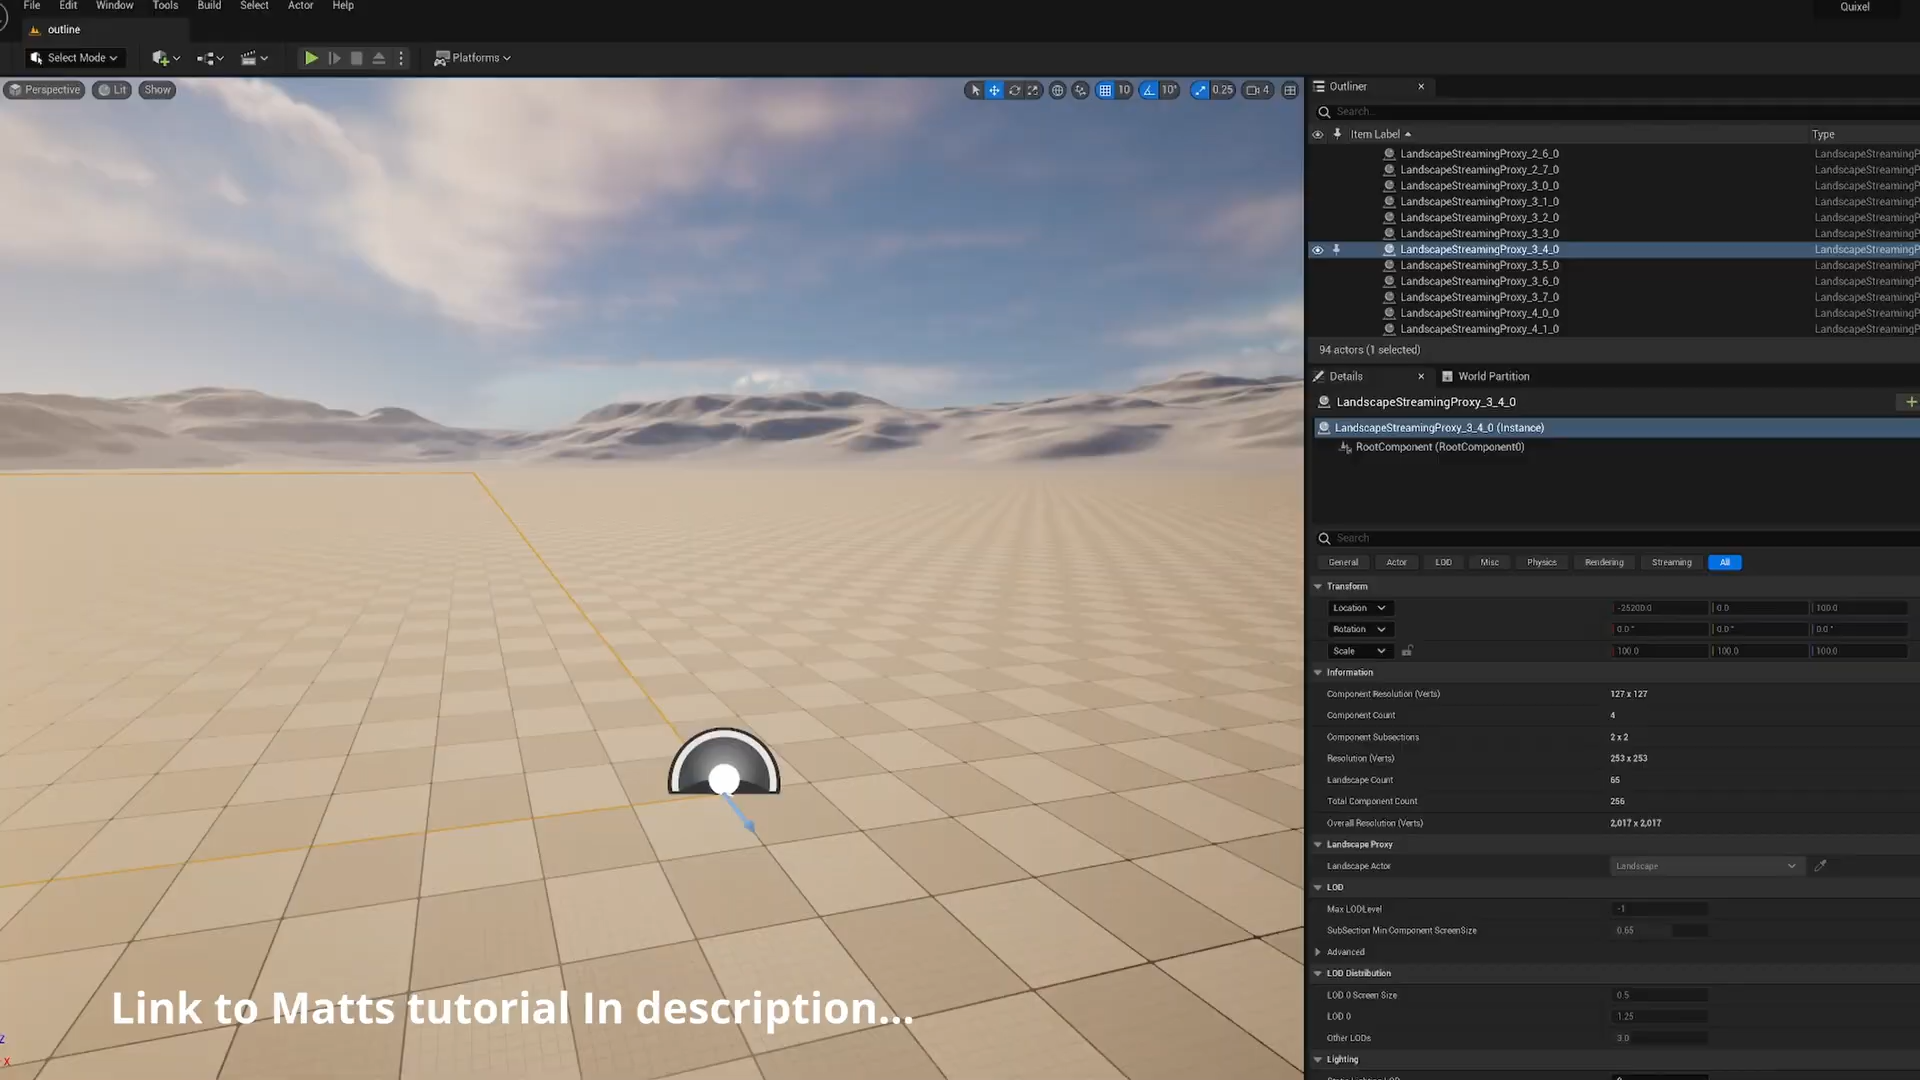 File Edit Window Tools Build Select Actor Help Quixel
outline
Select Mode Platforms
Perspective Lit Show 10 10° 0.25 4
Outliner
Search...
Item Label Type
LandscapeStreamingProxy_2_6_0 LandscapeStreamingP
LandscapeStreamingProxy_2_7_0 LandscapeStreamingP
LandscapeStreamingProxy_3_0_0 LandscapeStreamingP
LandscapeStreamingProxy_3_1_0 LandscapeStreamingP
LandscapeStreamingProxy_3_2_0 LandscapeStreamingP
LandscapeStreamingProxy_3_3_0 LandscapeStreamingP
LandscapeStreamingProxy_3_4_0 LandscapeStreamingP
LandscapeStreamingProxy_3_5_0 LandscapeStreamingP
LandscapeStreamingProxy_3_6_0 LandscapeStreamingP
LandscapeStreamingProxy_3_7_0 LandscapeStreamingP
LandscapeStreamingProxy_4_0_0 LandscapeStreamingP
LandscapeStreamingProxy_4_1_0 LandscapeStreamingP
94 actors (1 selected)
Details World Partition
LandscapeStreamingProxy_3_4_0
LandscapeStreamingProxy_3_4_0 (Instance)
RootComponent (RootComponent0)
Search
General Actor LOD Misc Physics Rendering Streaming All
Transform
Location -25200.0 0.0 100.0
Rotation 0.0° 0.0° 0.0°
Scale 100.0 100.0 100.0
Information
Component Resolution (Verts) 127 x 127
Component Count 4
Component Subsections 2 x 2
Resolution (Verts) 253 x 253
Landscape Count 65
Total Component Count 256
Overall Resolution (Verts) 2,017 x 2,017
Landscape Proxy
Landscape Actor Landscape
LOD
Max LODLevel -1
SubSection Min Component ScreenSize 0.65
Advanced
LOD Distribution
LOD 0 Screen Size 0.5
LOD 0 1.25
Other LODs 3.0
Lighting
Link to Matts tutorial In description...
Z
X